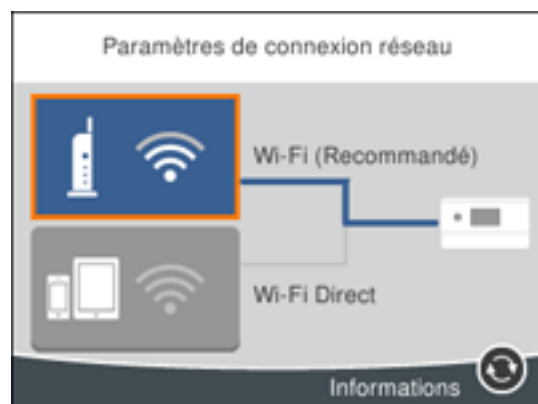 Paramètres de connexion réseau
Wi-Fi (Recommandé)
Wi-Fi Direct
Informations